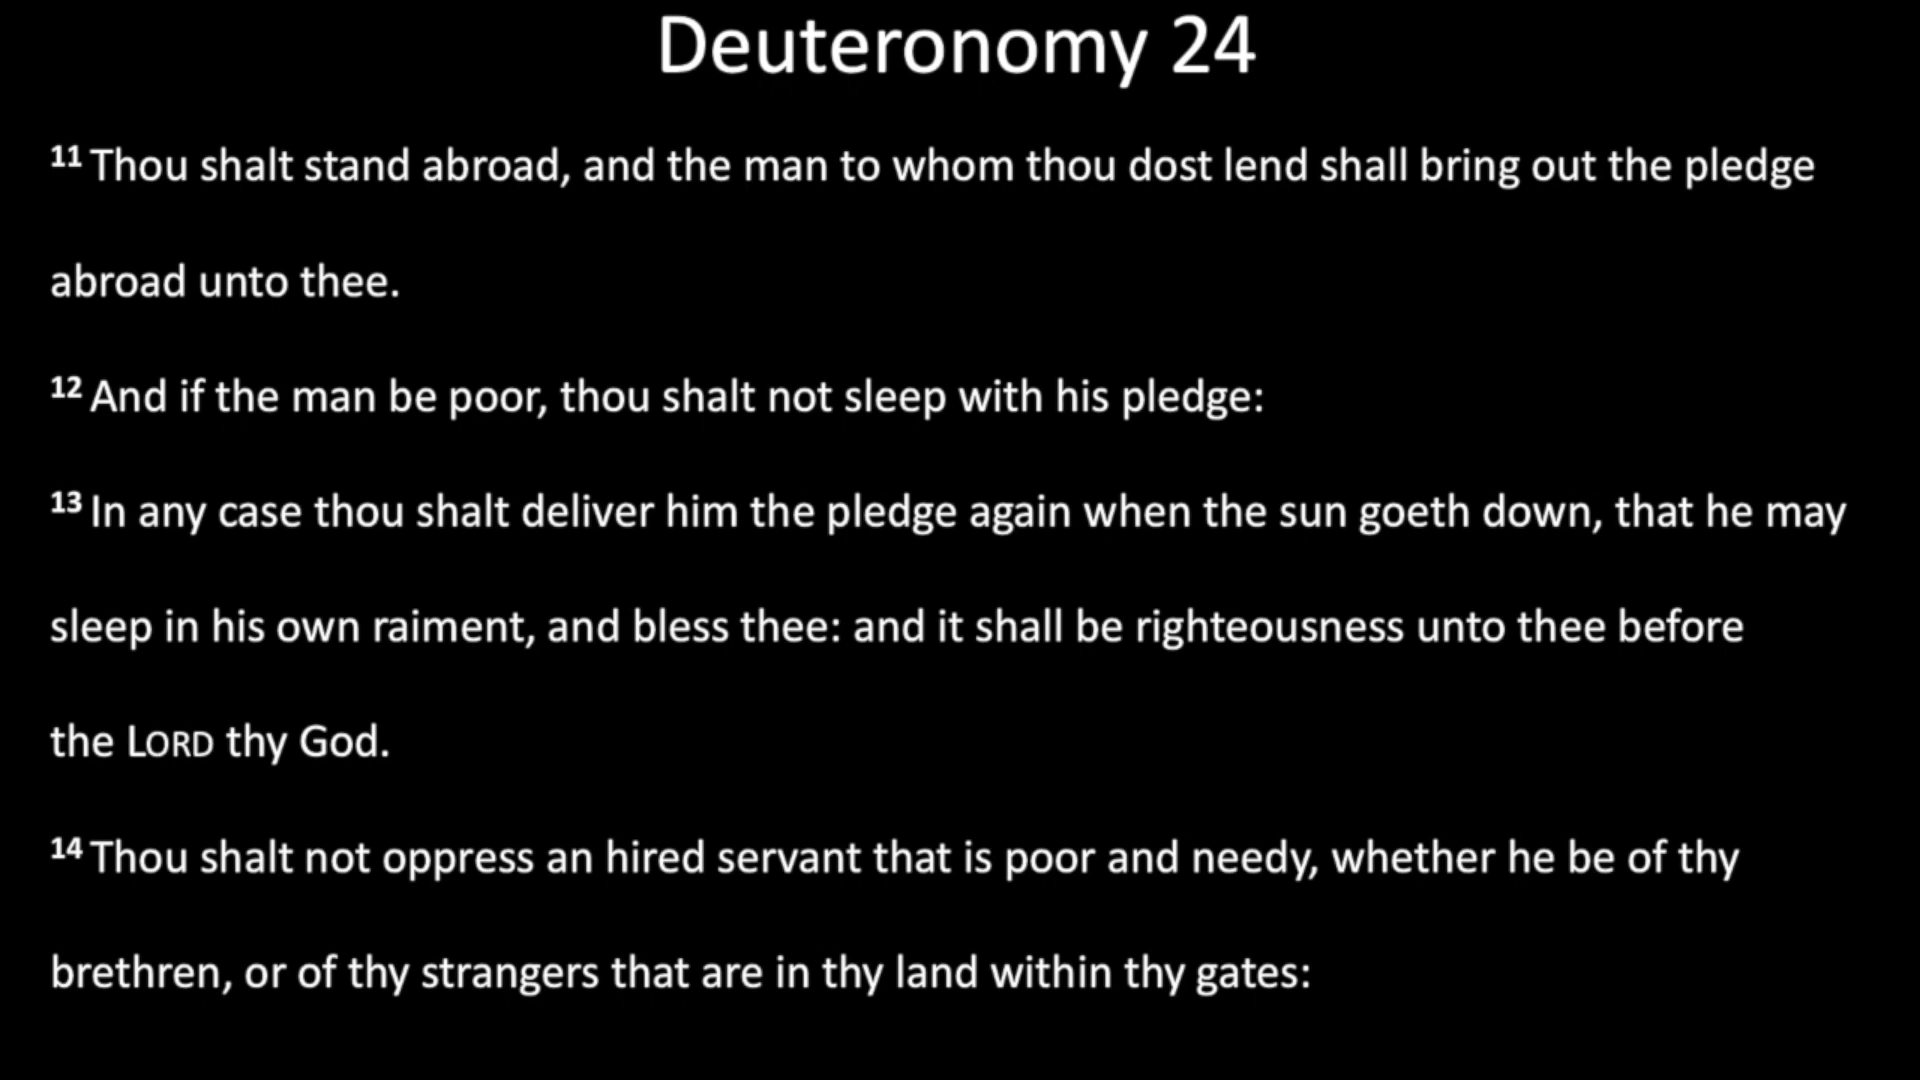 Deuteronomy 24
11 Thou shalt stand abroad, and the man to whom thou dost lend shall bring out the pledge
abroad unto thee.
12 And if the man be poor, thou shalt not sleep with his pledge:
13 In any case thou shalt deliver him the pledge again when the sun goeth down, that he may
sleep in his own raiment, and bless thee: and it shall be righteousness unto thee before
the LORD thy God.
14 Thou shalt not oppress an hired servant that is poor and needy, whether he be of thy
brethren, or of thy strangers that are in thy land within thy gates: